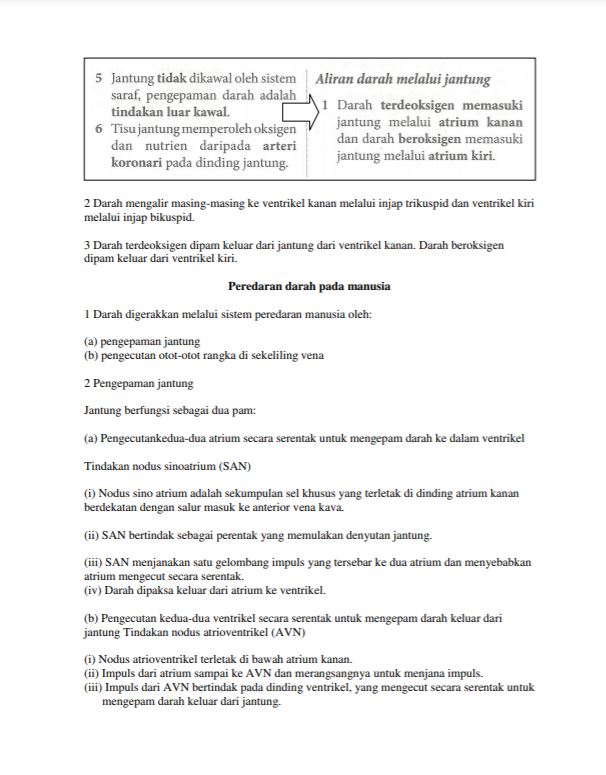 5 Jantung tidak dikawal oleh sistem
saraf, pengepaman darah adalah
tindakan luar kawal.
6 Tisu jantung memperoleh oksigen
dan nutrien daripada arteri
koronari pada dinding jantung.
Aliran darah melalui jantung
1 Darah terdeoksigen memasuki
jantung melalui atrium kanan
dan darah beroksigen memasuki
jantung melalui atrium kiri.
2 Darah mengalir masing-masing ke ventrikel kanan melalui injap trikuspid dan ventrikel kiri
melalui injap bikuspid.
3 Darah terdeoksigen dipam keluar dari jantung dari ventrikel kanan. Darah beroksigen
dipam keluar dari ventrikel kiri.
Peredaran darah pada manusia
1 Darah digerakkan melalui sistem peredaran manusia oleh:
(a) pengepaman jantung
(b) pengecutan otot-otot rangka di sekeliling vena
2 Pengepaman jantung
Jantung berfungsi sebagai dua pam:
(a) Pengecutankedua-dua atrium secara serentak untuk mengepam darah ke dalam ventrikel
Tindakan nodus sinoatrium (SAN)
(i) Nodus sino atrium adalah sekumpulan sel khusus yang terletak di dinding atrium kanan
berdekatan dengan salur masuk ke anterior vena kava.
(ii) SAN bertindak sebagai perentak yang memulakan denyutan jantung.
(iii) SAN menjanakan satu gelombang impuls yang tersebar ke dua atrium dan menyebabkan
atrium mengecut secara serentak.
(iv) Darah dipaksa keluar dari atrium ke ventrikel.
(b) Pengecutan kedua-dua ventrikel secara serentak untuk mengepam darah keluar dari
jantung Tindakan nodus atrioventrikel (AVN)
(i) Nodus atrioventrikel terletak di bawah atrium kanan.
(ii) Impuls dari atrium sampai ke AVN dan merangsangnya untuk menjana impuls.
(iii) Impuls dari AVN bertindak pada dinding ventrikel, yang mengecut secara serentak untuk
mengepam darah keluar dari jantung.